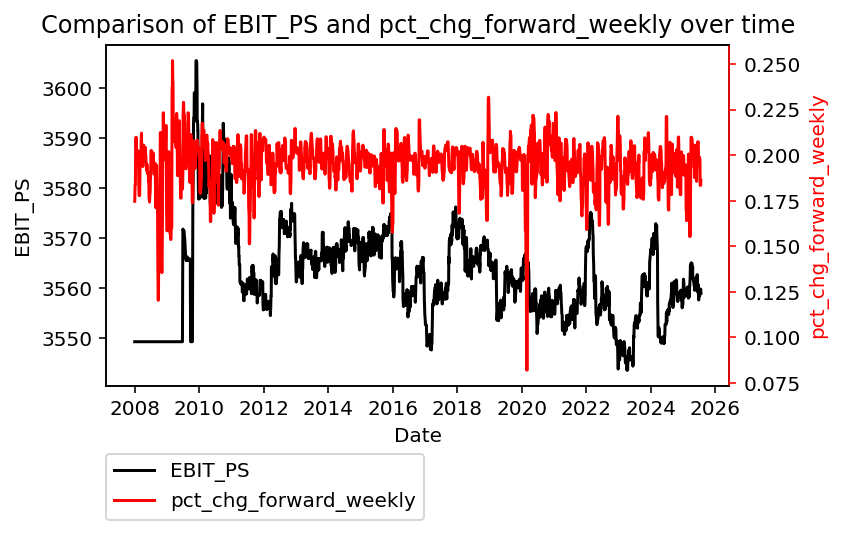 Comparison of EBIT_PS and pct_chg_forward_weekly over time
EBIT_PS
3600
3590
3580
3570
3560
3550
0.250
0.225
0.200
0.175
0.150
0.125
0.100
0.075
pct_chg_forward_weekly
2008 2010 2012 2014 2016 2018 2020 2022 2024 2026
Date
EBIT_PS
pct_chg_forward_weekly